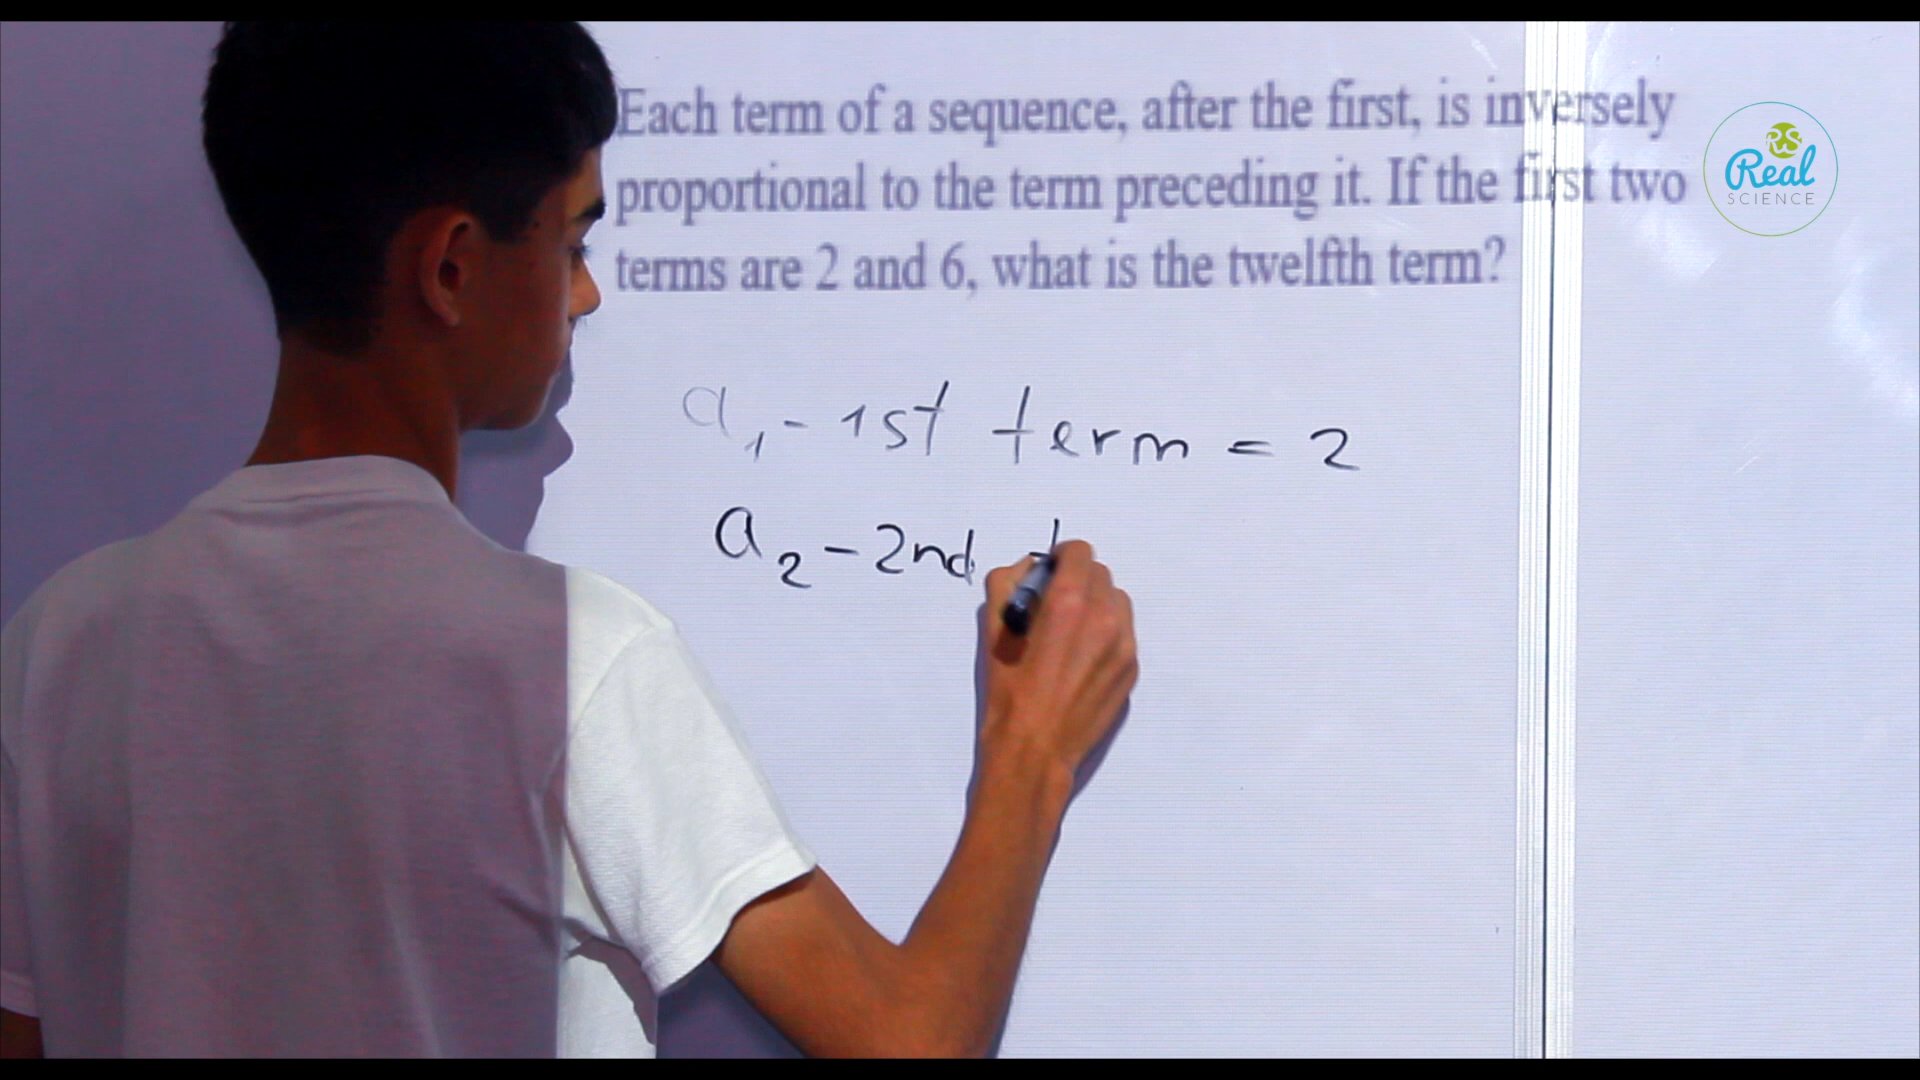 Each term of a sequence, after the first, is inversely
proportional to the term preceding it. If the first two
terms are 2 and 6, what is the twelfth term?
RS
Real
SCIENCE
a₁ - 1st term = 2
a₂ - 2nd t